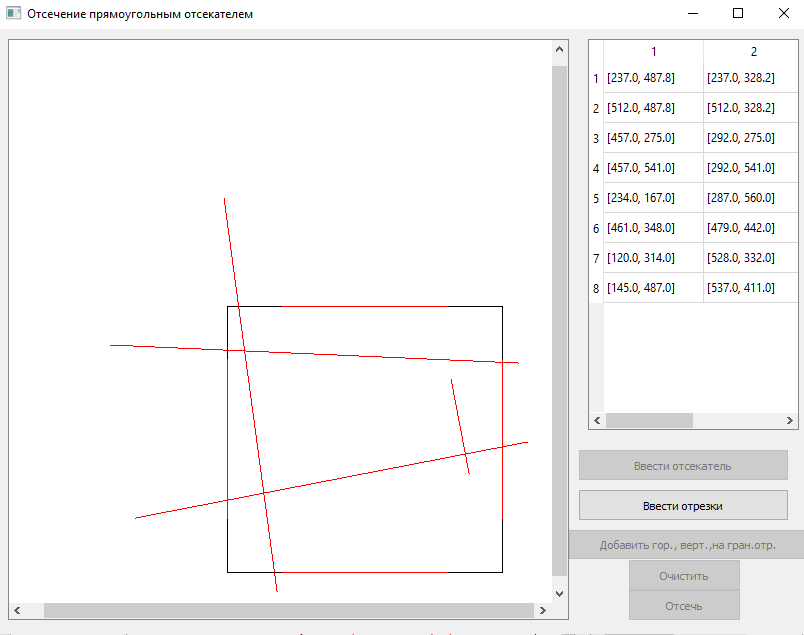 Отсечение прямоугольным отсекателем
1 2
1 [237.0, 487.8] [237.0, 328.2]
2 [512.0, 487.8] [512.0, 328.2]
3 [457.0, 275.0] [292.0, 275.0]
4 [457.0, 541.0] [292.0, 541.0]
5 [234.0, 167.0] [287.0, 560.0]
6 [461.0, 348.0] [479.0, 442.0]
7 [120.0, 314.0] [528.0, 332.0]
8 [145.0, 487.0] [537.0, 411.0]
Ввести отсекатель
Ввести отрезки
Добавить гор., верт.,на гран.отр.
Очистить
Отсечь